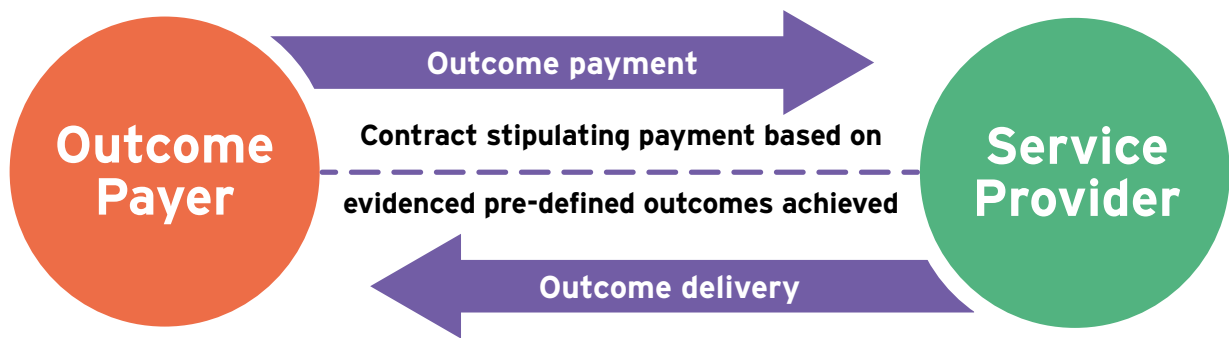 Outcome payment
Outcome
Payer
Contract stipulating payment based on
evidenced pre-defined outcomes achieved
Service
Provider
Outcome delivery